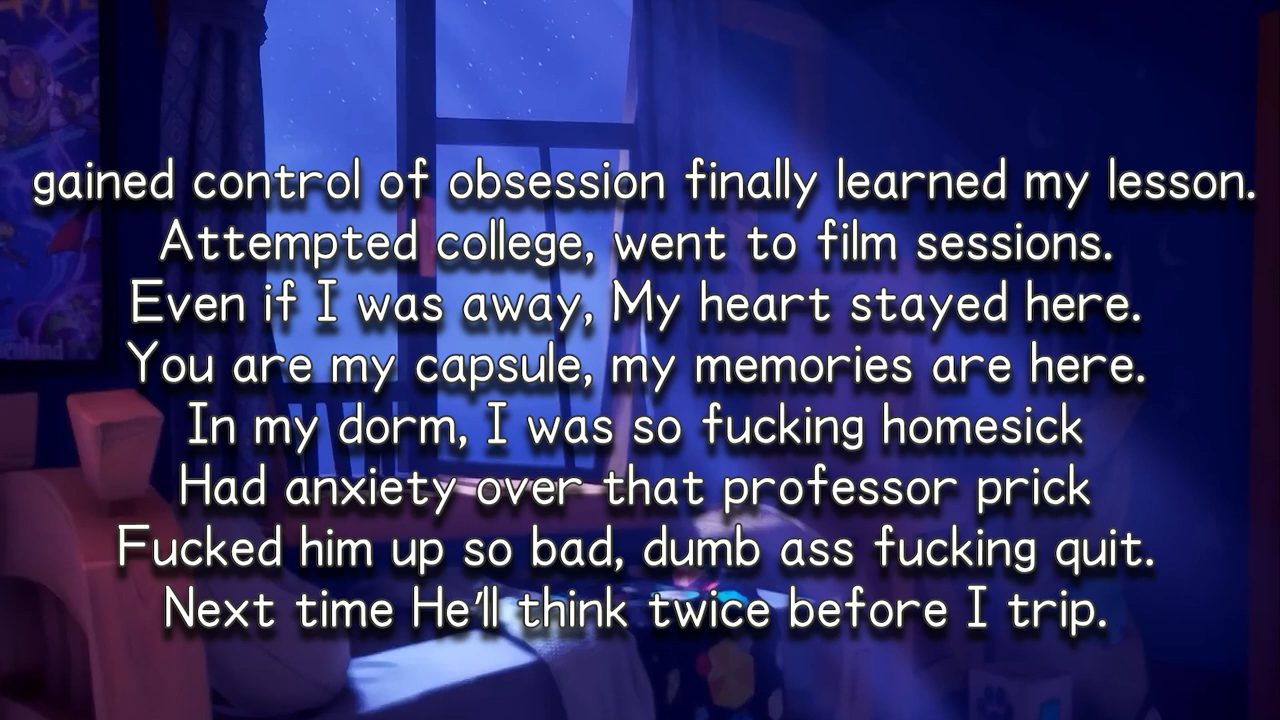 gained control of obsession finally learned my lesson.
Attempted college, went to film sessions.
Even if I was away, My heart stayed here.
You are my capsule, my memories are here.
In my dorm, I was so fucking homesick
Had anxiety over that professor prick
Fucked him up so bad, dumb ass fucking quit.
Next time He'll think twice before I trip.